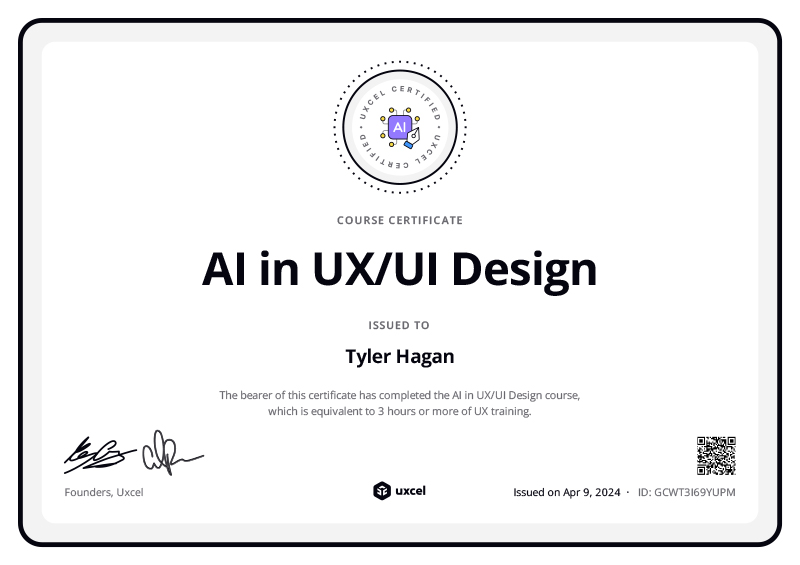 UXCEL CERTIFIED • UXCEL CERTIFIED •
AI
COURSE CERTIFICATE
AI in UX/UI Design
ISSUED TO
Tyler Hagan
The bearer of this certificate has completed the AI in UX/UI Design course,
which is equivalent to 3 hours or more of UX training.
Founders, Uxcel
uxcel
Issued on Apr 9, 2024 · ID: GCWT3I69YUPM